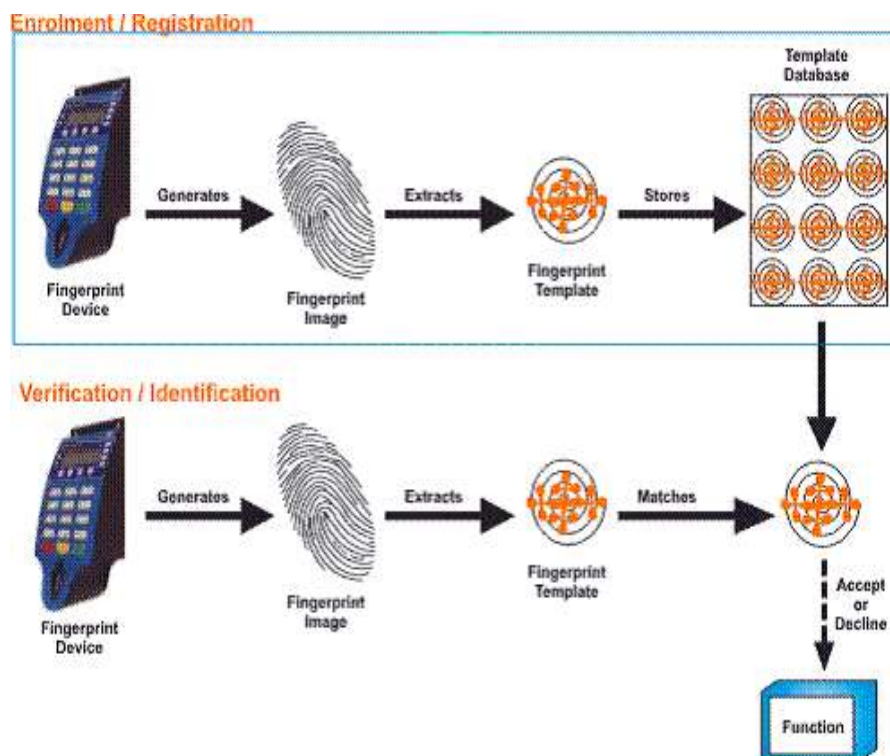 Enrolment / Registration
Template
Database
Generates
Extracts
Stores
Fingerprint
Device
Fingerprint
Image
Fingerprint
Template
Verification / Identification
Generates
Extracts
Matches
Fingerprint
Device
Fingerprint
Image
Fingerprint
Template
Accept
or
Decline
Function